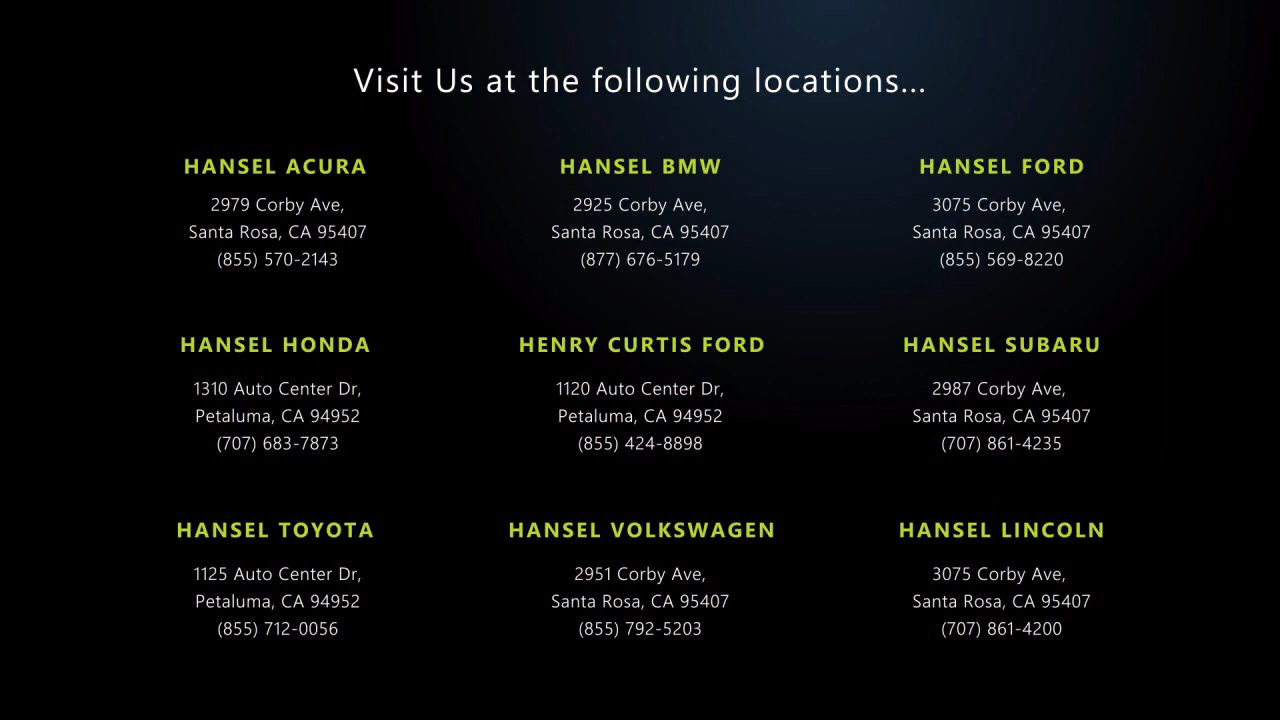 Visit Us at the following locations...
HANSEL ACURA
2979 Corby Ave,
Santa Rosa, CA 95407
(855) 570-2143
HANSEL BMW
2925 Corby Ave,
Santa Rosa, CA 95407
(877) 676-5179
HANSEL FORD
3075 Corby Ave,
Santa Rosa, CA 95407
(855) 569-8220
HANSEL HONDA
1310 Auto Center Dr,
Petaluma, CA 94952
(707) 683-7873
HENRY CURTIS FORD
1120 Auto Center Dr,
Petaluma, CA 94952
(855) 424-8898
HANSEL SUBARU
2987 Corby Ave,
Santa Rosa, CA 95407
(707) 861-4235
HANSEL TOYOTA
1125 Auto Center Dr,
Petaluma, CA 94952
(855) 712-0056
HANSEL VOLKSWAGEN
2951 Corby Ave,
Santa Rosa, CA 95407
(855) 792-5203
HANSEL LINCOLN
3075 Corby Ave,
Santa Rosa, CA 95407
(707) 861-4200